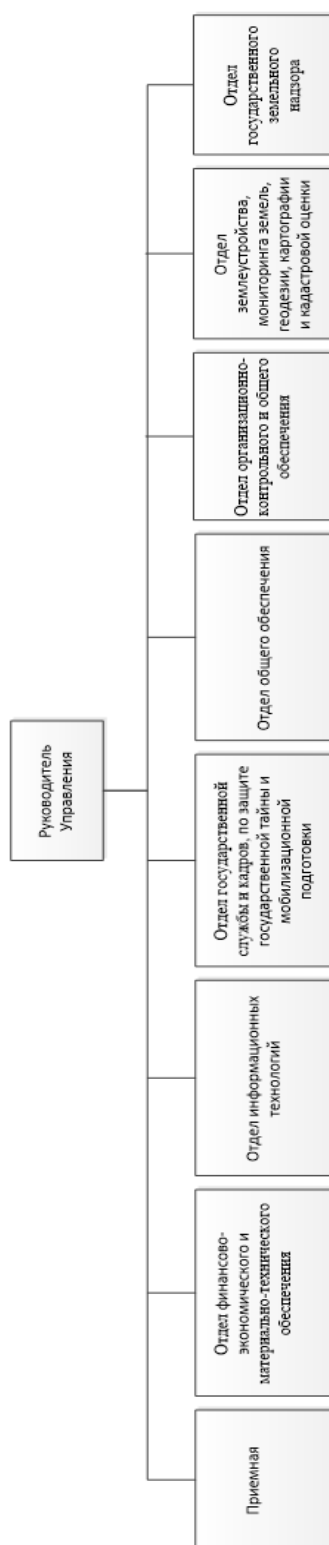 Руководитель
Управления
Приемная
Отдел финансово-
экономического и
материально-технического
обеспечения
Отдел информационных
технологий
Отдел государственной
службы и кадров, по защите
государственной тайны и
мобилизационной
подготовки
Отдел общего обеспечения
Отдел организационно-
контрольного и общего
обеспечения
Отдел
землеустройства,
мониторинга земель,
геодезии, картографии
и кадастровой оценки
Отдел
государственного
земельного
надзора